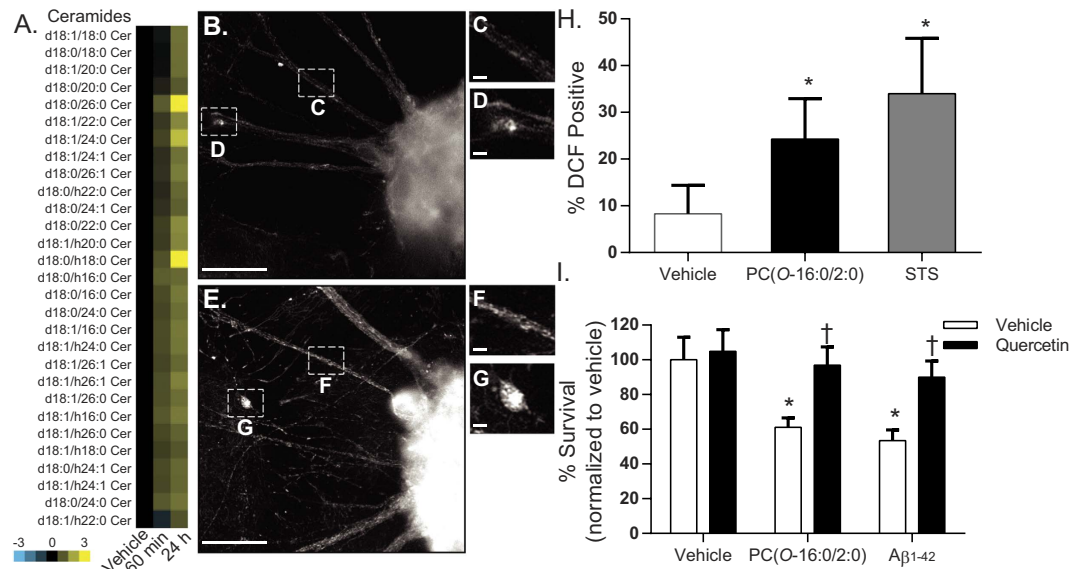 A.
Ceramides
d18:1/18:0 Cer
d18:0/18:0 Cer
d18:1/20:0 Cer
d18:0/20:0 Cer
d18:0/26:0 Cer
d18:1/22:0 Cer
d18:1/24:0 Cer
d18:1/24:1 Cer
d18:0/26:1 Cer
d18:0/h22:0 Cer
d18:0/24:1 Cer
d18:0/22:0 Cer
d18:1/h20:0 Cer
d18:0/h18:0 Cer
d18:0/h16:0 Cer
d18:0/16:0 Cer
d18:0/24:0 Cer
d18:1/16:0 Cer
d18:1/h24:0 Cer
d18:1/26:1 Cer
d18:1/h26:1 Cer
d18:1/26:0 Cer
d18:1/h16:0 Cer
d18:1/h26:0 Cer
d18:1/h18:0 Cer
d18:0/h24:1 Cer
d18:1/h24:1 Cer
d18:0/24:0 Cer
d18:1/h22:0 Cer
-3 0 3
Vehicle
60 min
24 h
B.
C
D
C
D
E.
F
G
F
G
H.
% DCF Positive
50
40
30
20
10
0
*
*
Vehicle PC(O-16:0/2:0) STS
I.
% Survival
(normalized to vehicle)
120
100
80
60
40
20
0
Vehicle
Quercetin
*
†
*
†
Vehicle PC(O-16:0/2:0) Aβ1-42